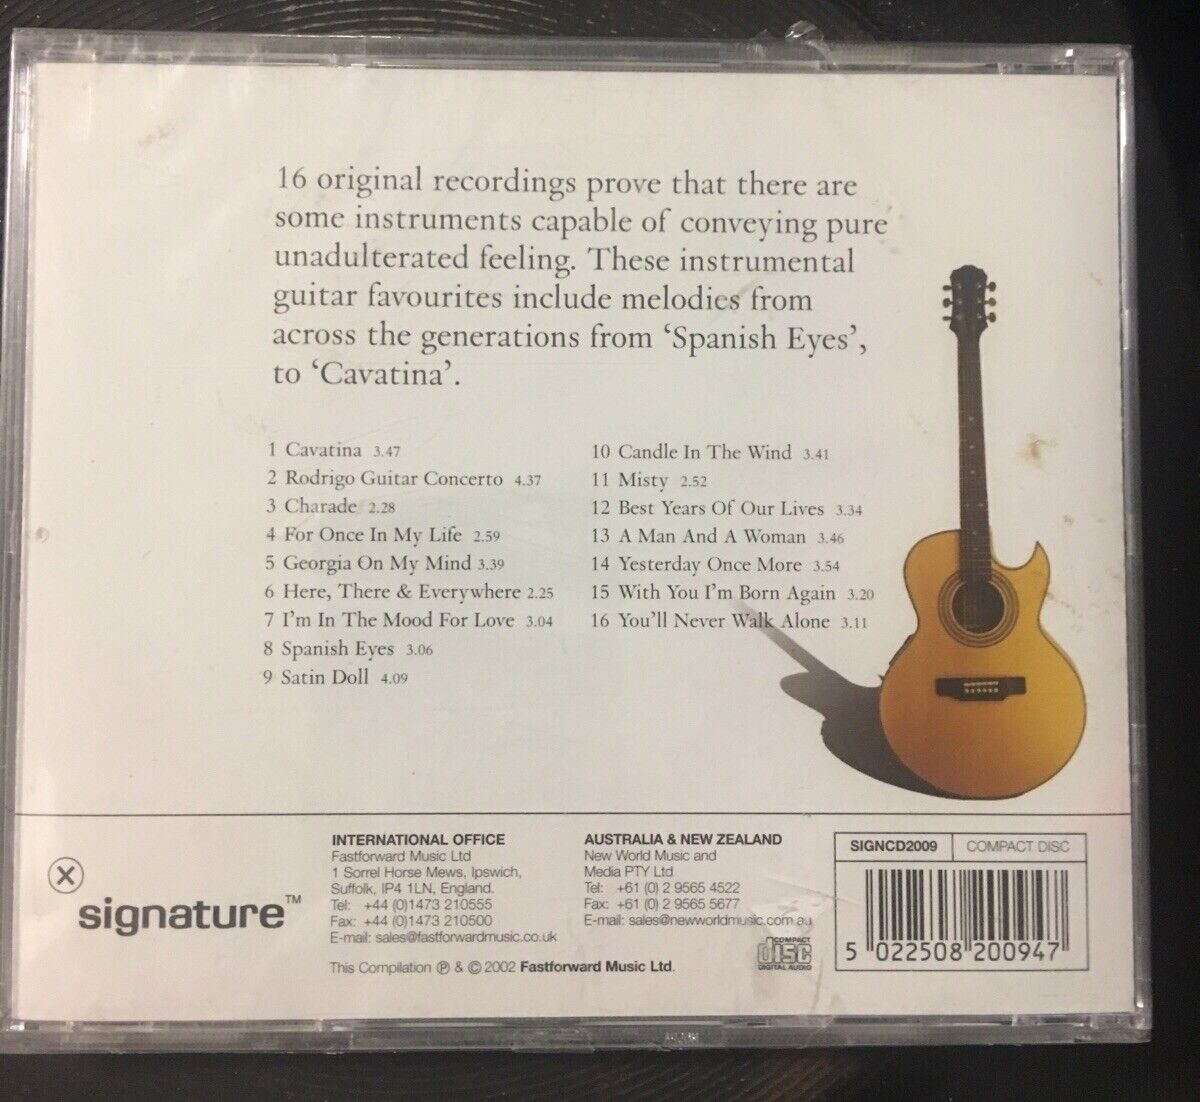 16 original recordings prove that there are
some instruments capable of conveying pure
unadulterated feeling. These instrumental
guitar favourites include melodies from
across the generations from ‘Spanish Eyes’,
to ‘Cavatina’.
1 Cavatina 3.47
2 Rodrigo Guitar Concerto 4.37
3 Charade 2.28
4 For Once In My Life 2.59
5 Georgia On My Mind 3.39
6 Here, There & Everywhere 2.25
7 I'm In The Mood For Love 3.04
8 Spanish Eyes 3.06
9 Satin Doll 4.09
10 Candle In The Wind 3.41
11 Misty 2.52
12 Best Years Of Our Lives 3.34
13 A Man And A Woman 3.46
14 Yesterday Once More 3.54
15 With You I'm Born Again 3.20
16 You'll Never Walk Alone 3.11
signature™
INTERNATIONAL OFFICE
Fastforward Music Ltd
1 Sorrel Horse Mews, Ipswich,
Suffolk, IP4 1LN, England.
Tel: +44 (0)1473 210555
Fax: +44 (0)1473 210500
E-mail: sales@fastforwardmusic.co.uk
This Compilation ℗ & © 2002 Fastforward Music Ltd.
AUSTRALIA & NEW ZEALAND
New World Music and
Media PTY Ltd
Tel: +61 (0) 2 9565 4522
Fax: +61 (0) 2 9565 5677
E-mail: sales@newworldmusic.com.au
COMPACT
disc
DIGITAL AUDIO
SIGNCD2009
COMPACT DISC
5 022508 200947